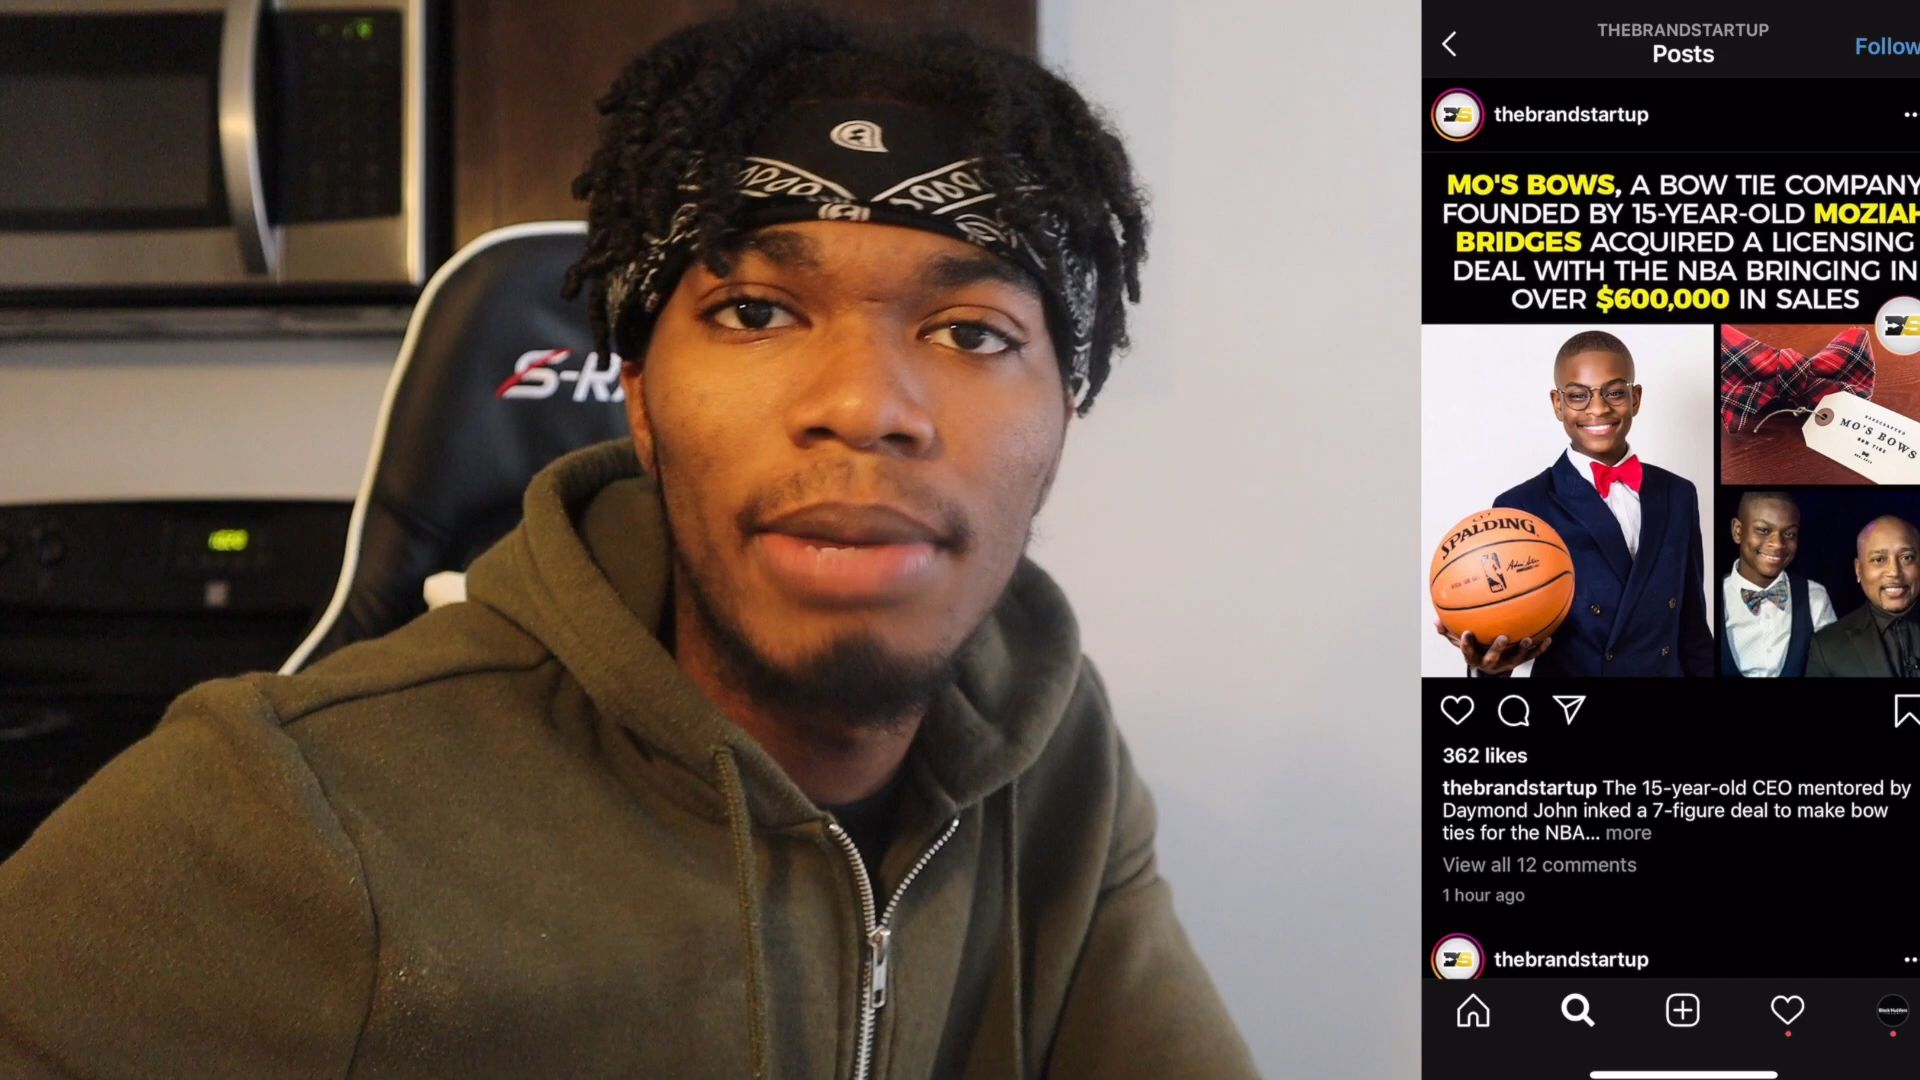 S-R
THEBRANDSTARTUP
Posts
Follow
thebrandstartup
MO'S BOWS, A BOW TIE COMPANY
FOUNDED BY 15-YEAR-OLD MOZIAH
BRIDGES ACQUIRED A LICENSING
DEAL WITH THE NBA BRINGING IN
OVER $600,000 IN SALES
SPALDING
HANDCRAFTED
MO'S BOWS
BOW TIES
362 likes
thebrandstartup The 15-year-old CEO mentored by
Daymond John inked a 7-figure deal to make bow
ties for the NBA... more
View all 12 comments
1 hour ago
thebrandstartup